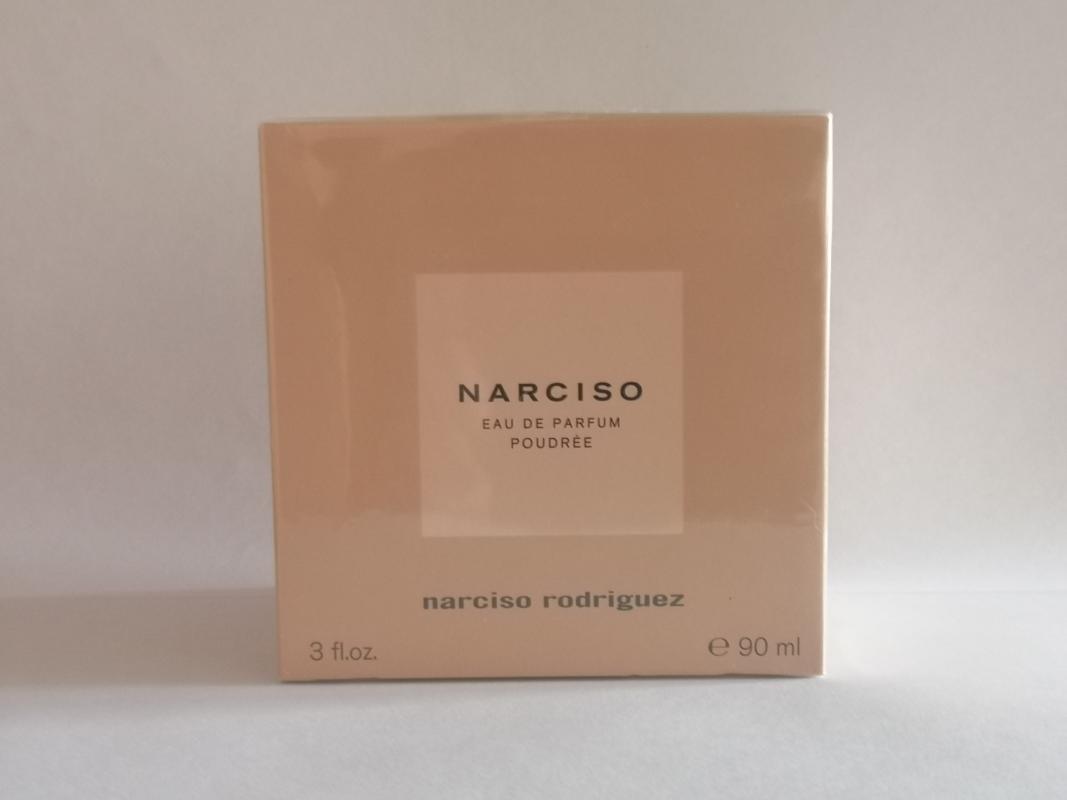 NARCISO
EAU DE PARFUM
POUDRÉE
narciso rodriguez
3 fl.oz.
℮ 90 ml